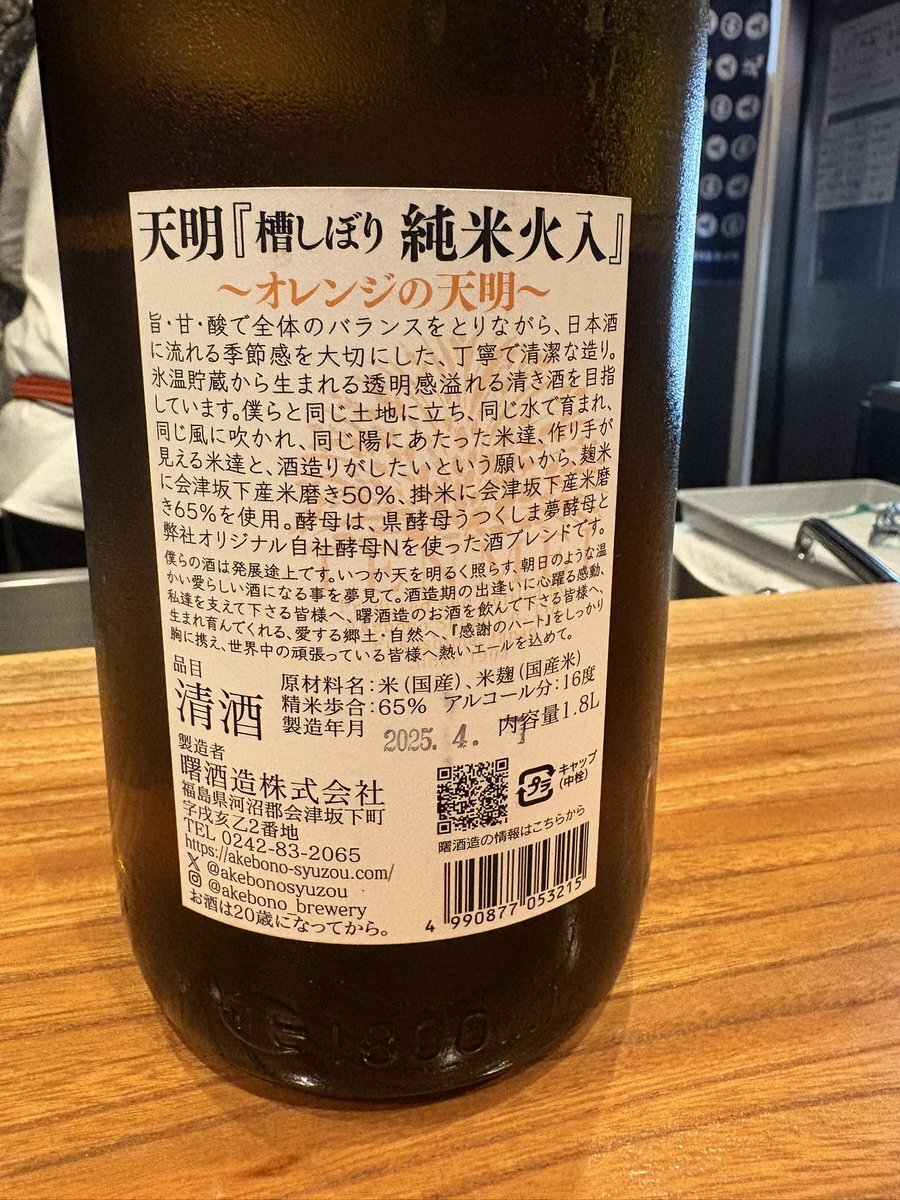 天明『槽しぼり 純米火入』
～オレンジの天明～
旨・甘・酸で全体のバランスをとりながら、日本酒
に流れる季節感を大切にした、丁寧で清潔な造り。
氷温貯蔵から生まれる透明感溢れる清き酒を目指
しています。僕らと同じ土地に立ち、同じ水で育まれ、
同じ風に吹かれ、同じ陽にあたった米達、作り手が
見える米達と、酒造りがしたいという願いから、麹米
に会津坂下産米磨き50%、掛米に会津坂下産米磨
き65%を使用。酵母は、県酵母うつくしま夢酵母と
弊社オリジナル自社酵母Nを使った酒ブレンドです。
僕らの酒は発展途上です。いつか天を明るく照らす、朝日のような温
かい愛らしい酒になる事を夢見て。酒造期の出逢いに心躍る感動、
私達を支えて下さる皆様へ、曙酒造のお酒を飲んで下さる皆様へ、
生まれ育んでくれる、愛する郷土・自然へ、『感謝のハート』をしっかり
胸に携え、世界中の頑張っている皆様へ熱いエールを込めて。
品目
清酒
原材料名：米(国産)、米麹(国産米)
精米歩合：65% アルコール分：16度
製造年月 2025. 4. 内容量1.8L
製造者
曙酒造株式会社
福島県河沼郡会津坂下町
字戌亥乙2番地
TEL 0242-83-2065
https://akebono-syuzou.com/
X @akebonosyuzou
@akebono_brewery
お酒は20歳になってから。
プラ
キャップ
(中栓)
曙酒造の情報はこちらから
4 990877 053215